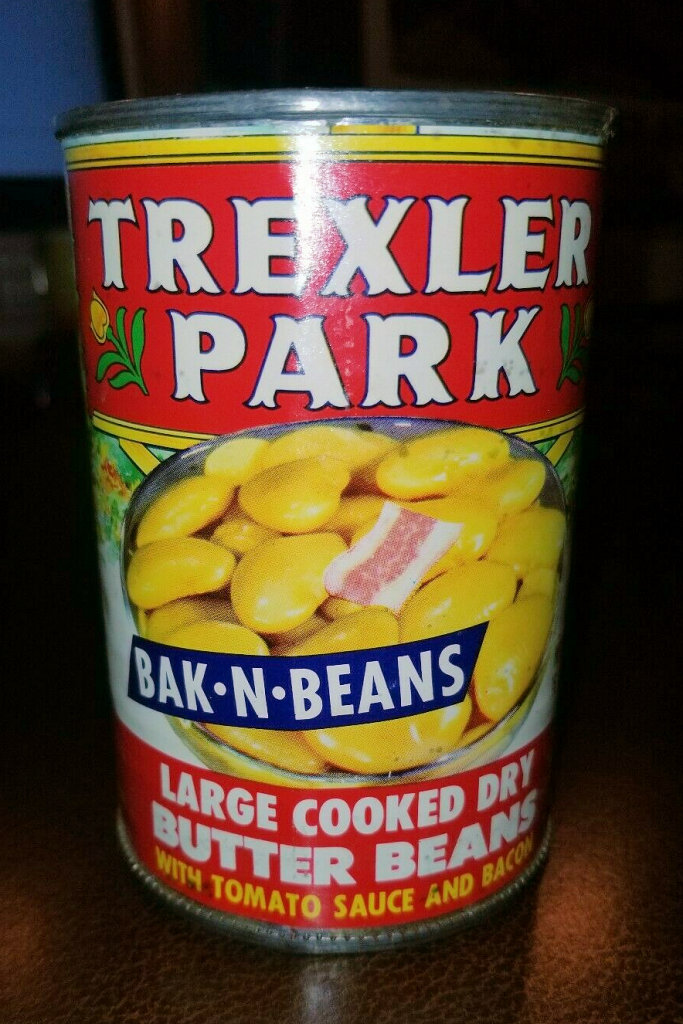 TREXLER
PARK
BAK·N·BEANS
LARGE COOKED DRY
BUTTER BEANS
WITH TOMATO SAUCE AND BACON